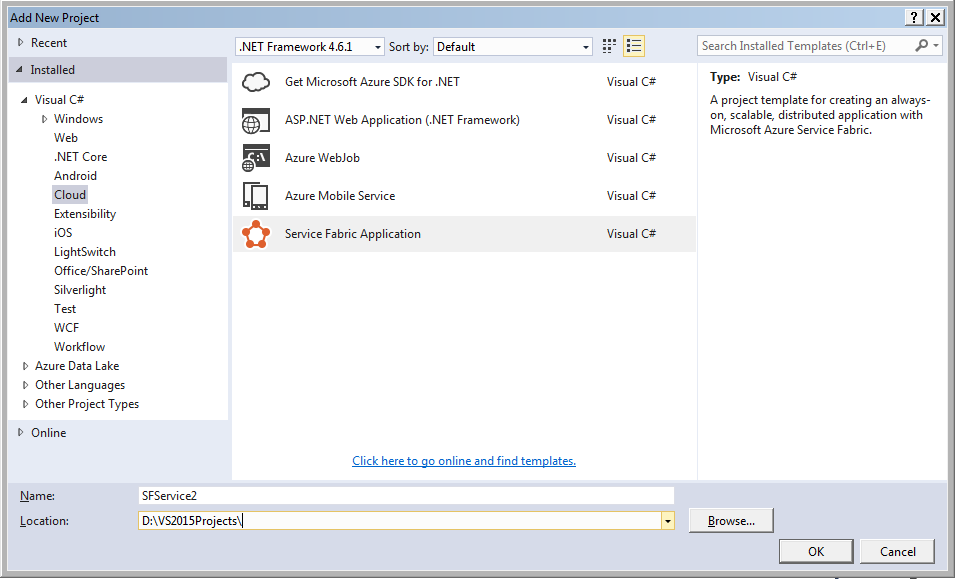 Add New Project
Recent
.NET Framework 4.6.1 Sort by: Default
Search Installed Templates (Ctrl+E)
Installed
Visual C#
Windows
Web
.NET Core
Android
Cloud
Extensibility
iOS
LightSwitch
Office/SharePoint
Silverlight
Test
WCF
Workflow
Azure Data Lake
Other Languages
Other Project Types
Online
Get Microsoft Azure SDK for .NET Visual C#
ASP.NET Web Application (.NET Framework) Visual C#
Azure WebJob Visual C#
Azure Mobile Service Visual C#
Service Fabric Application Visual C#
Click here to go online and find templates.
Type: Visual C#
A project template for creating an always-
on, scalable, distributed application with
Microsoft Azure Service Fabric.
Name: SFService2
Location: D:\VS2015Projects\
Browse...
OK Cancel